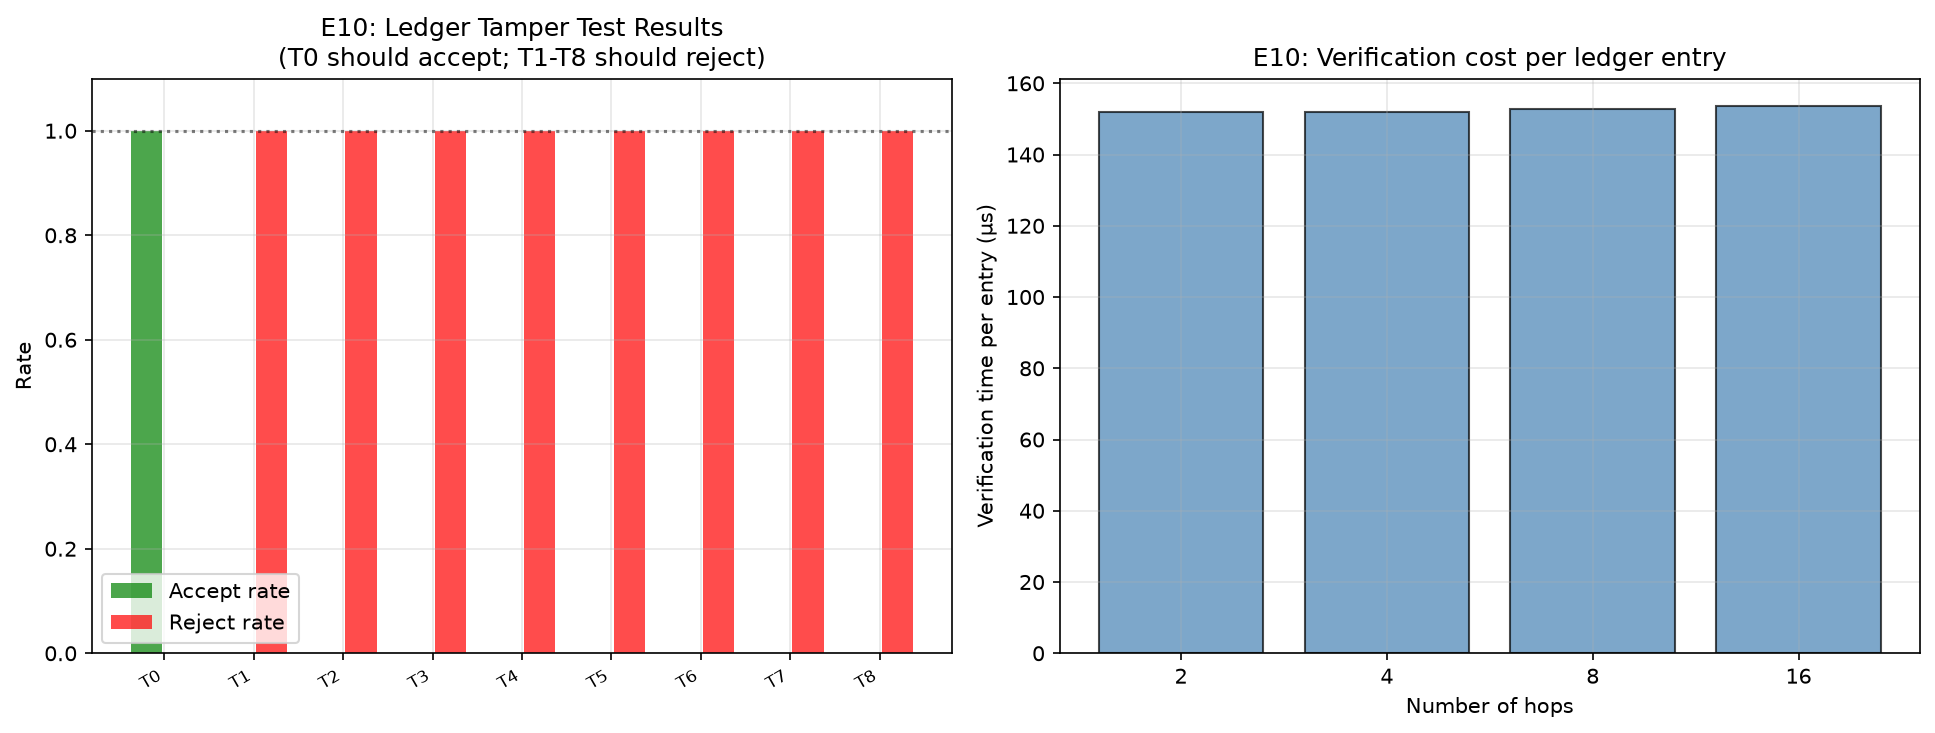 E10: Ledger Tamper Test Results
(T0 should accept; T1-T8 should reject)
Rate
1.0
0.8
0.6
0.4
0.2
0.0
Accept rate
Reject rate
T0 T1 T2 T3 T4 T5 T6 T7 T8
E10: Verification cost per ledger entry
Verification time per entry (µs)
160
140
120
100
80
60
40
20
0
2 4 8 16
Number of hops